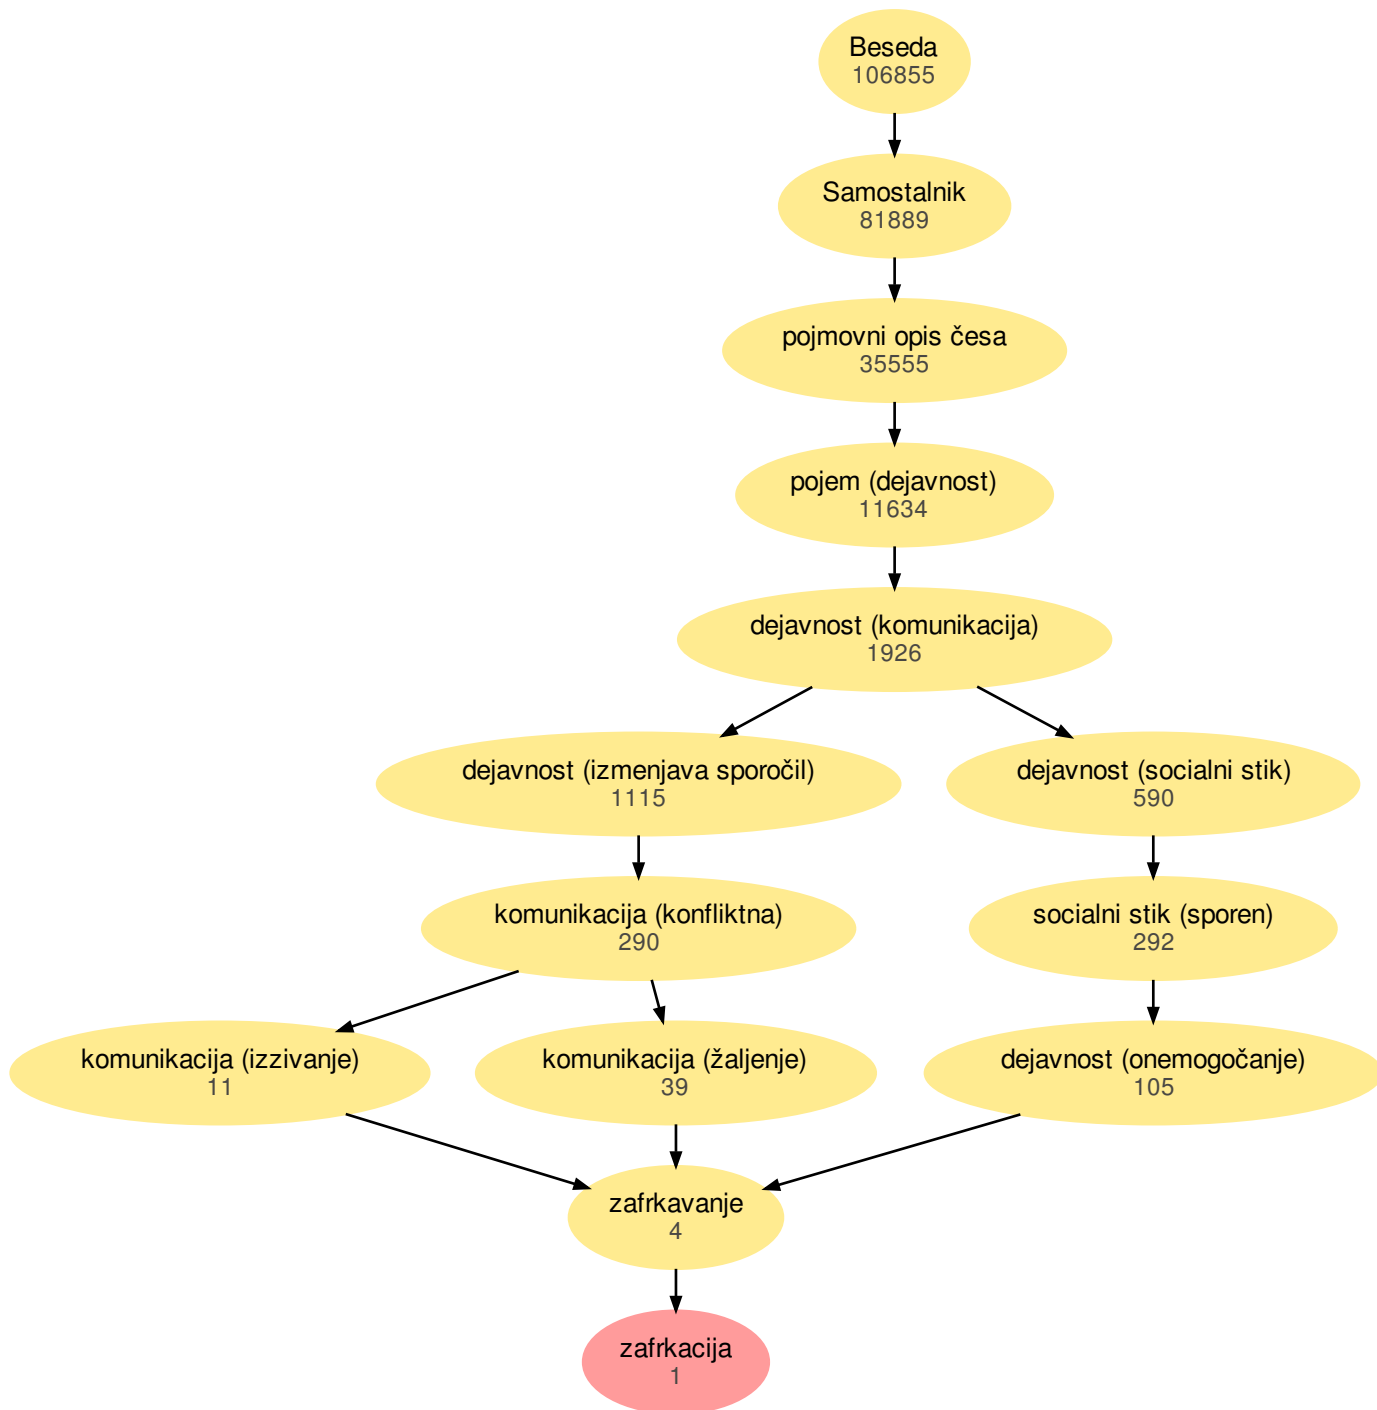 Beseda
106855
Samostalnik
81889
pojmovni opis česa
35555
pojem (dejavnost)
11634
dejavnost (komunikacija)
1926
dejavnost (izmenjava sporočil)
1115
dejavnost (socialni stik)
590
komunikacija (konfliktna)
290
socialni stik (sporen)
292
komunikacija (izzivanje)
11
komunikacija (žaljenje)
39
dejavnost (onemogočanje)
105
zafrkavanje
4
zafrkacija
1